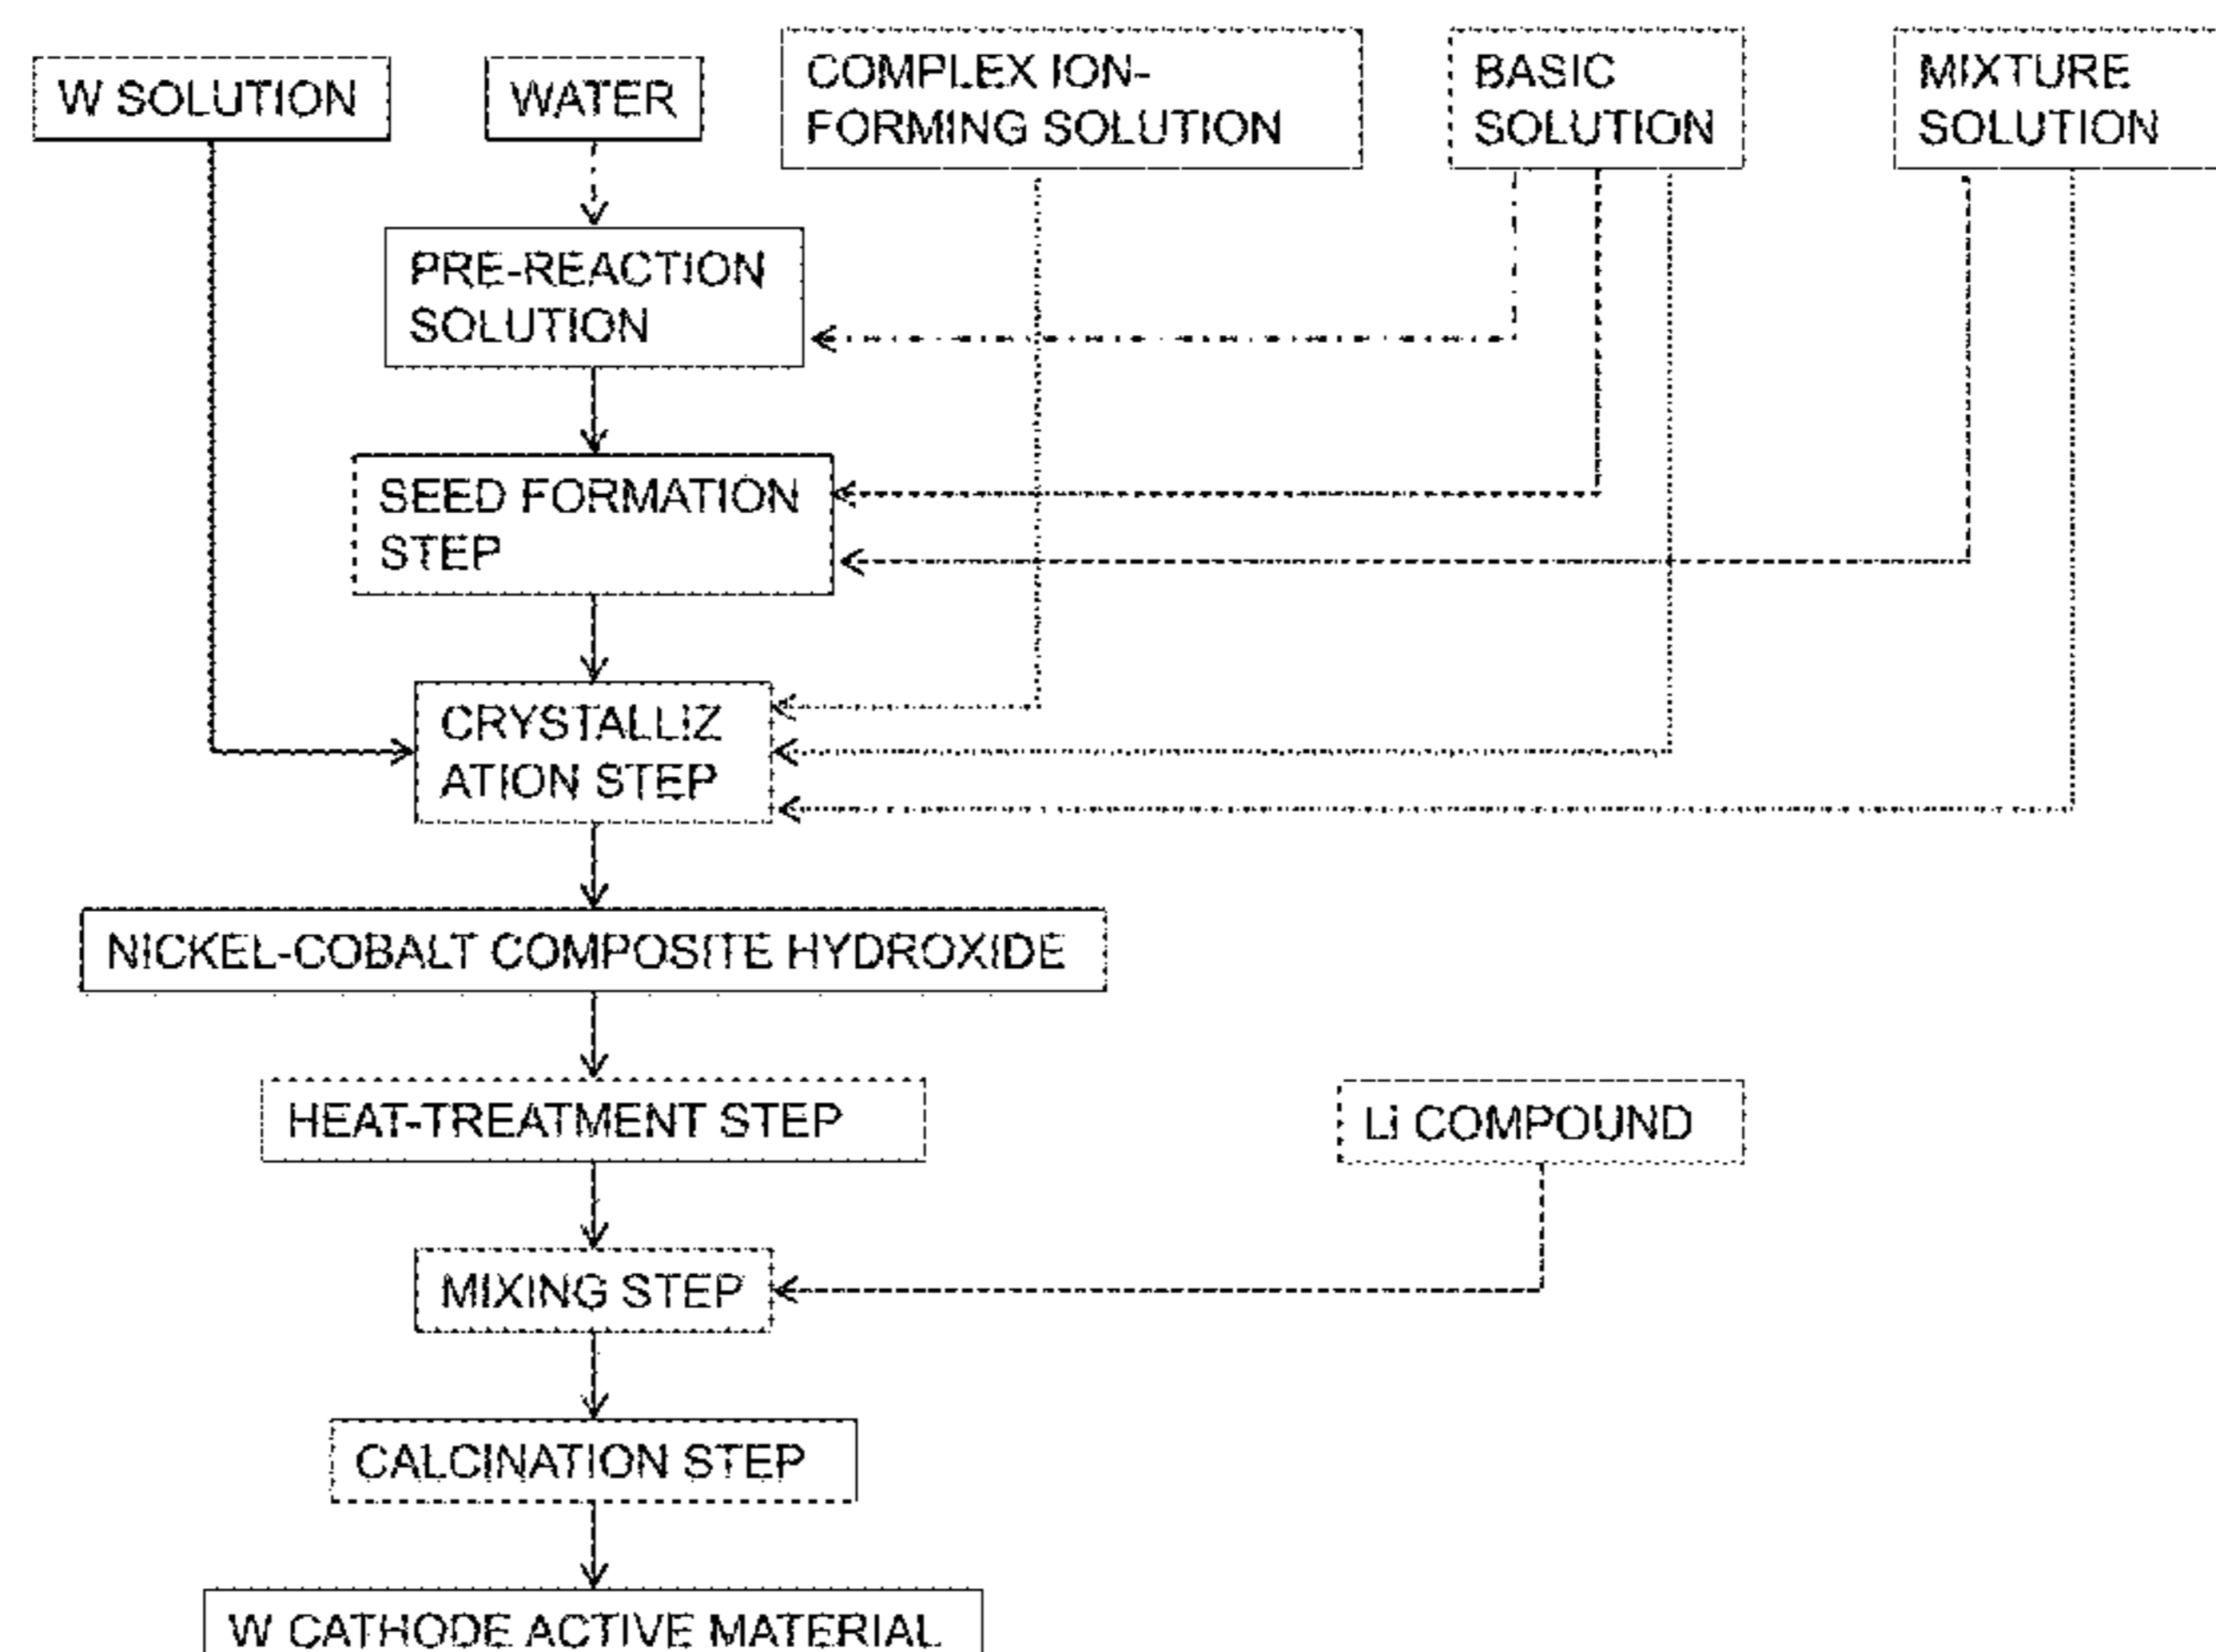 W SOLUTION
WATER
COMPLEX ION-
FORMING SOLUTION
BASIC
SOLUTION
MIXTURE
SOLUTION
PRE-REACTION
SOLUTION
SEED FORMATION
STEP
CRYSTALLIZ
ATION STEP
NICKEL-COBALT COMPOSITE HYDROXIDE
HEAT-TREATMENT STEP
Li COMPOUND
MIXING STEP
CALCINATION STEP
W CATHODE ACTIVE MATERIAL